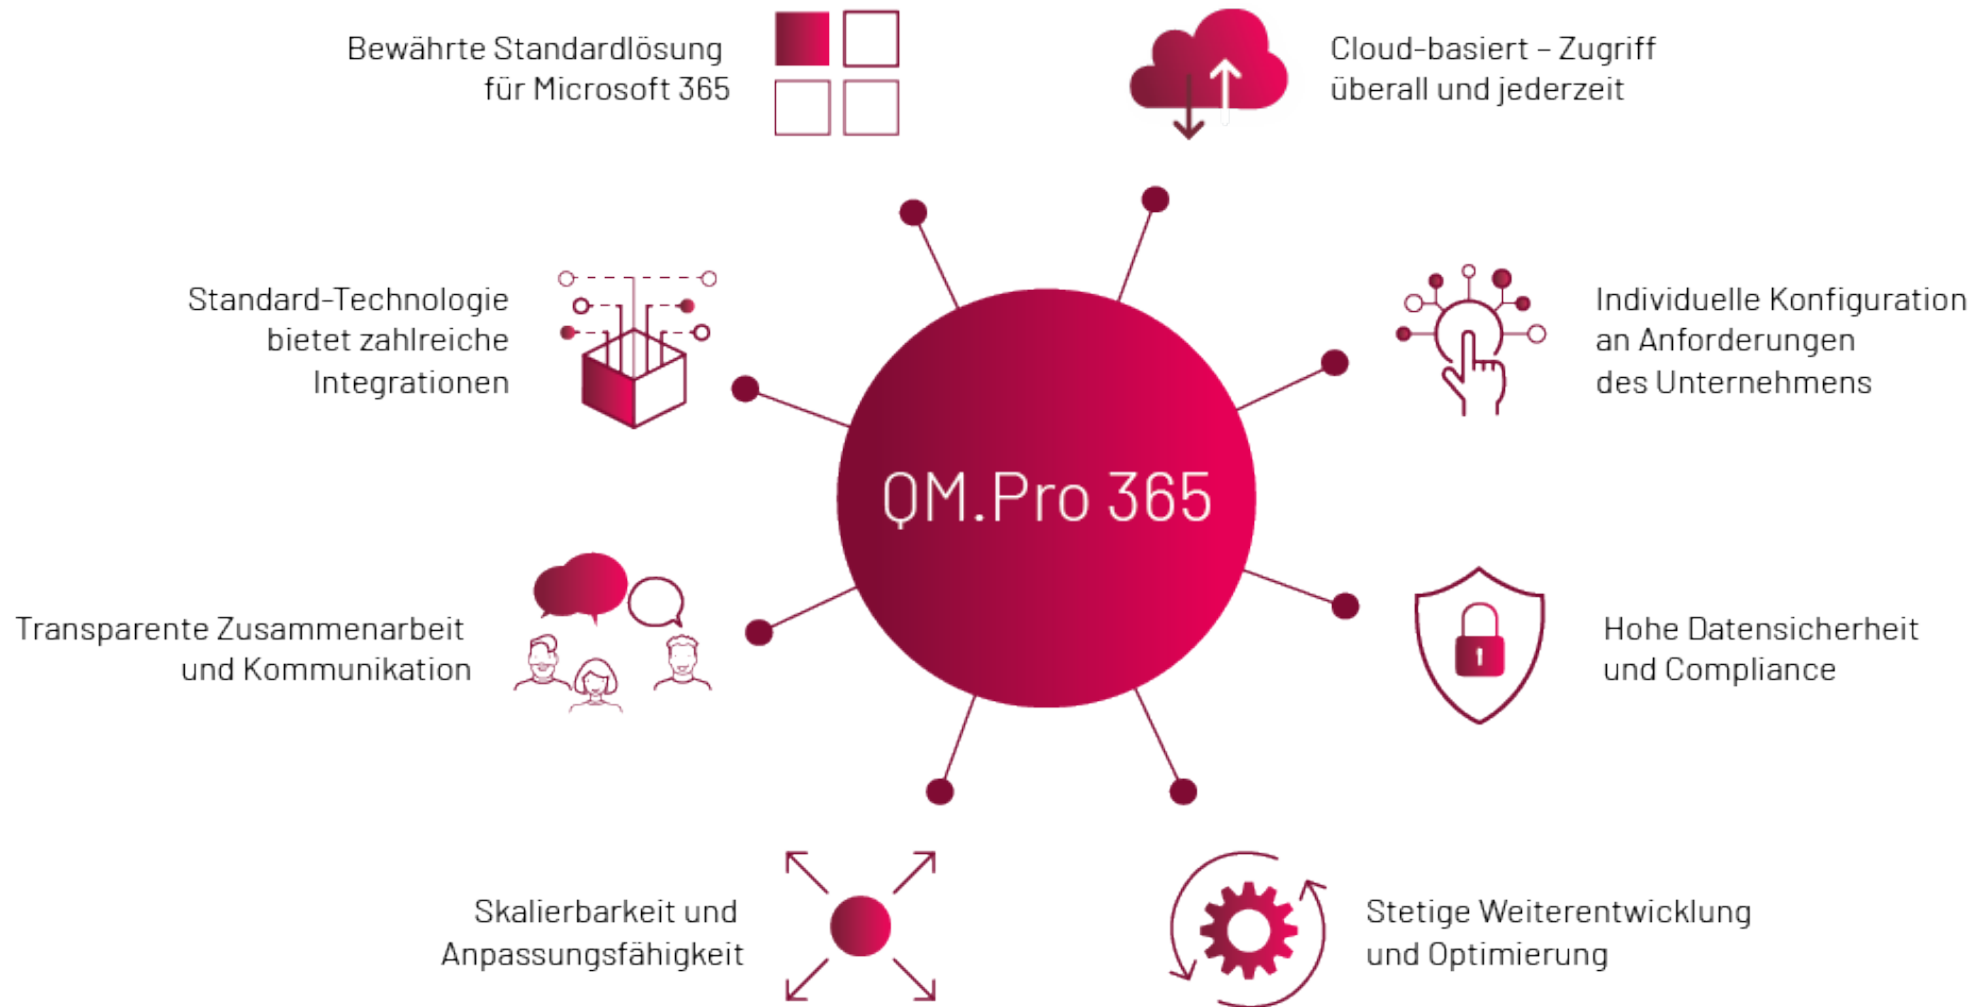 Bewährte Standardlösung
für Microsoft 365
Cloud-basiert – Zugriff
überall und jederzeit
Standard-Technologie
bietet zahlreiche
Integrationen
Individuelle Konfiguration
an Anforderungen
des Unternehmens
QM.Pro 365
Transparente Zusammenarbeit
und Kommunikation
Hohe Datensicherheit
und Compliance
Skalierbarkeit und
Anpassungsfähigkeit
Stetige Weiterentwicklung
und Optimierung